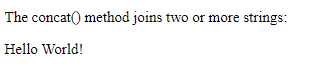 The concat() method joins two or more strings:
Hello World!